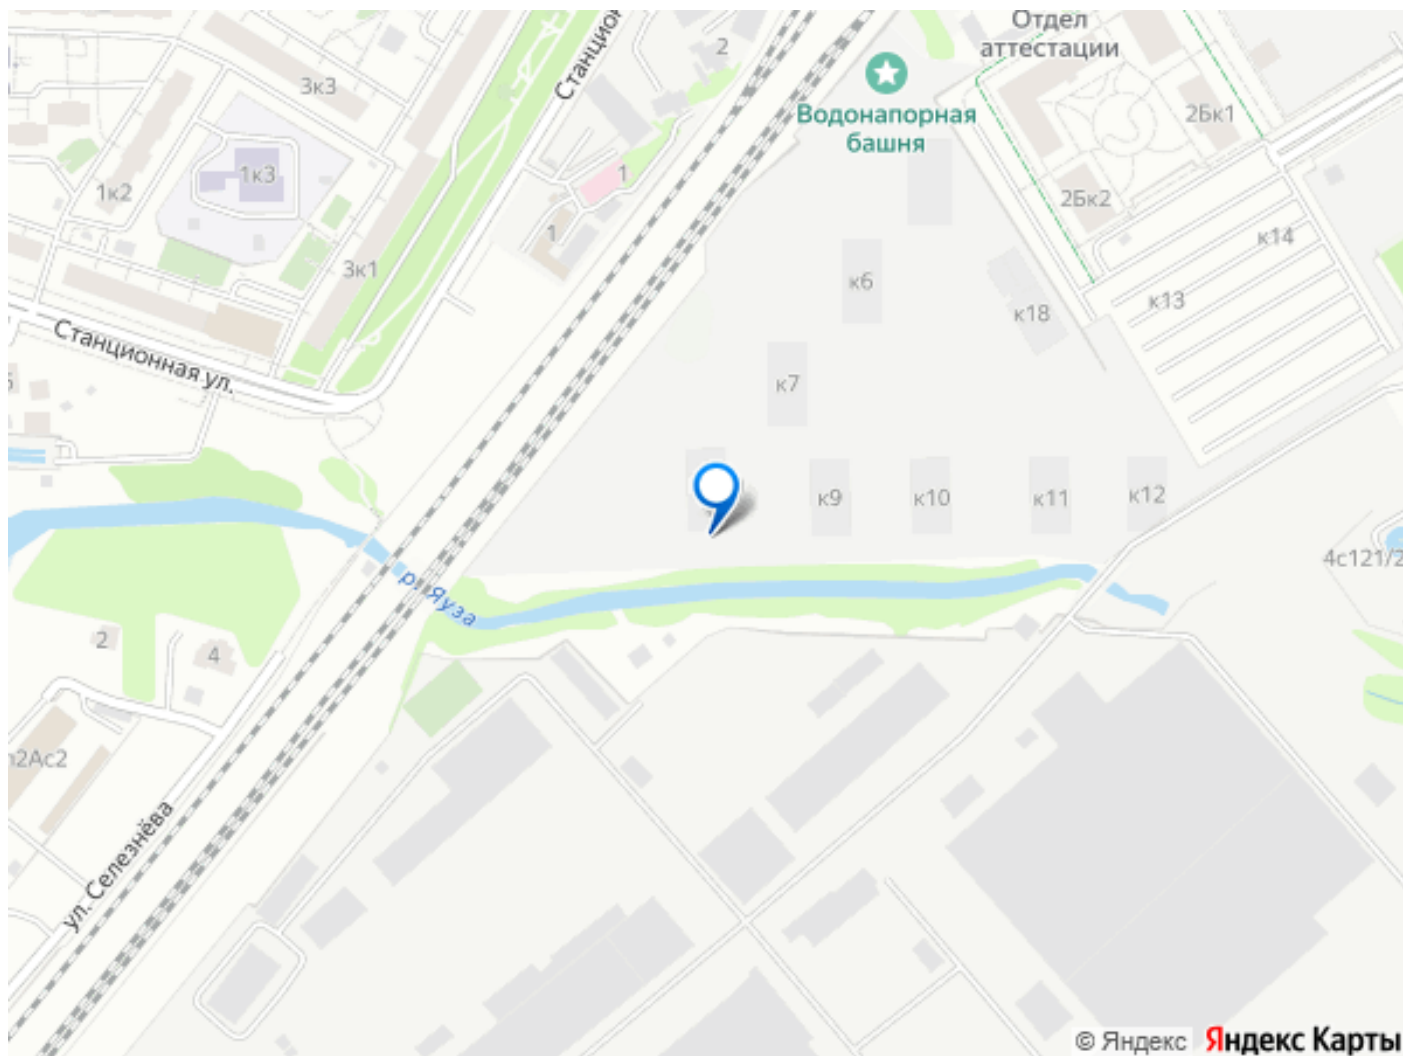 Отдел
аттестации
Станцион
2
3к3
Водонапорная
башня
2Бк1
1к3
1
1к2
2Бк2
1
к14
3к1
к6
к13
к18
Станционная ул.
к7
к9
к10
к11
к12
4с121/2
р. Яуза
2
4
2Ас2
ул. Селезнёва
© Яндекс
Яндекс Карты